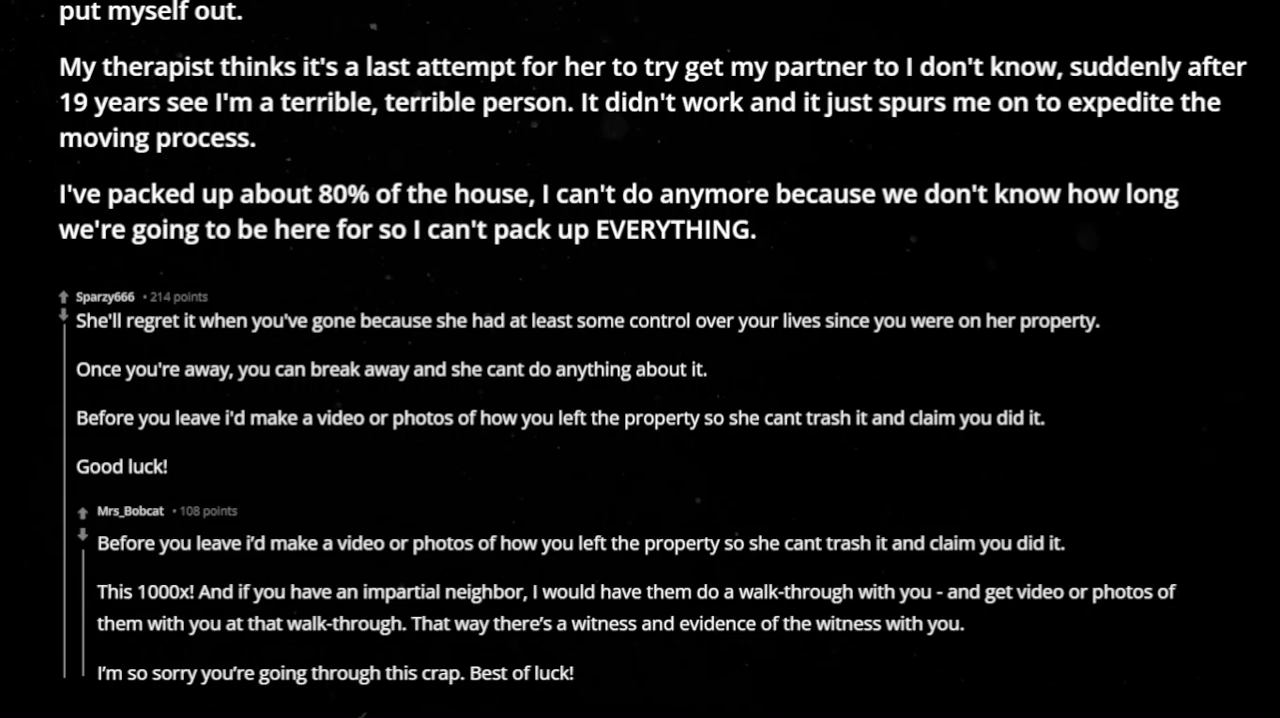 put myself out.
My therapist thinks it's a last attempt for her to try get my partner to I don't know, suddenly after
19 years see I'm a terrible, terrible person. It didn't work and it just spurs me on to expedite the
moving process.
I've packed up about 80% of the house, I can't do anymore because we don't know how long
we're going to be here for so I can't pack up EVERYTHING.
Sparzy666 • 214 points
She'll regret it when you've gone because she had at least some control over your lives since you were on her property.
Once you're away, you can break away and she cant do anything about it.
Before you leave i'd make a video or photos of how you left the property so she cant trash it and claim you did it.
Good luck!
Mrs_Bobcat • 108 points
Before you leave i'd make a video or photos of how you left the property so she cant trash it and claim you did it.
This 1000x! And if you have an impartial neighbor, I would have them do a walk-through with you - and get video or photos of
them with you at that walk-through. That way there's a witness and evidence of the witness with you.
I'm so sorry you're going through this crap. Best of luck!